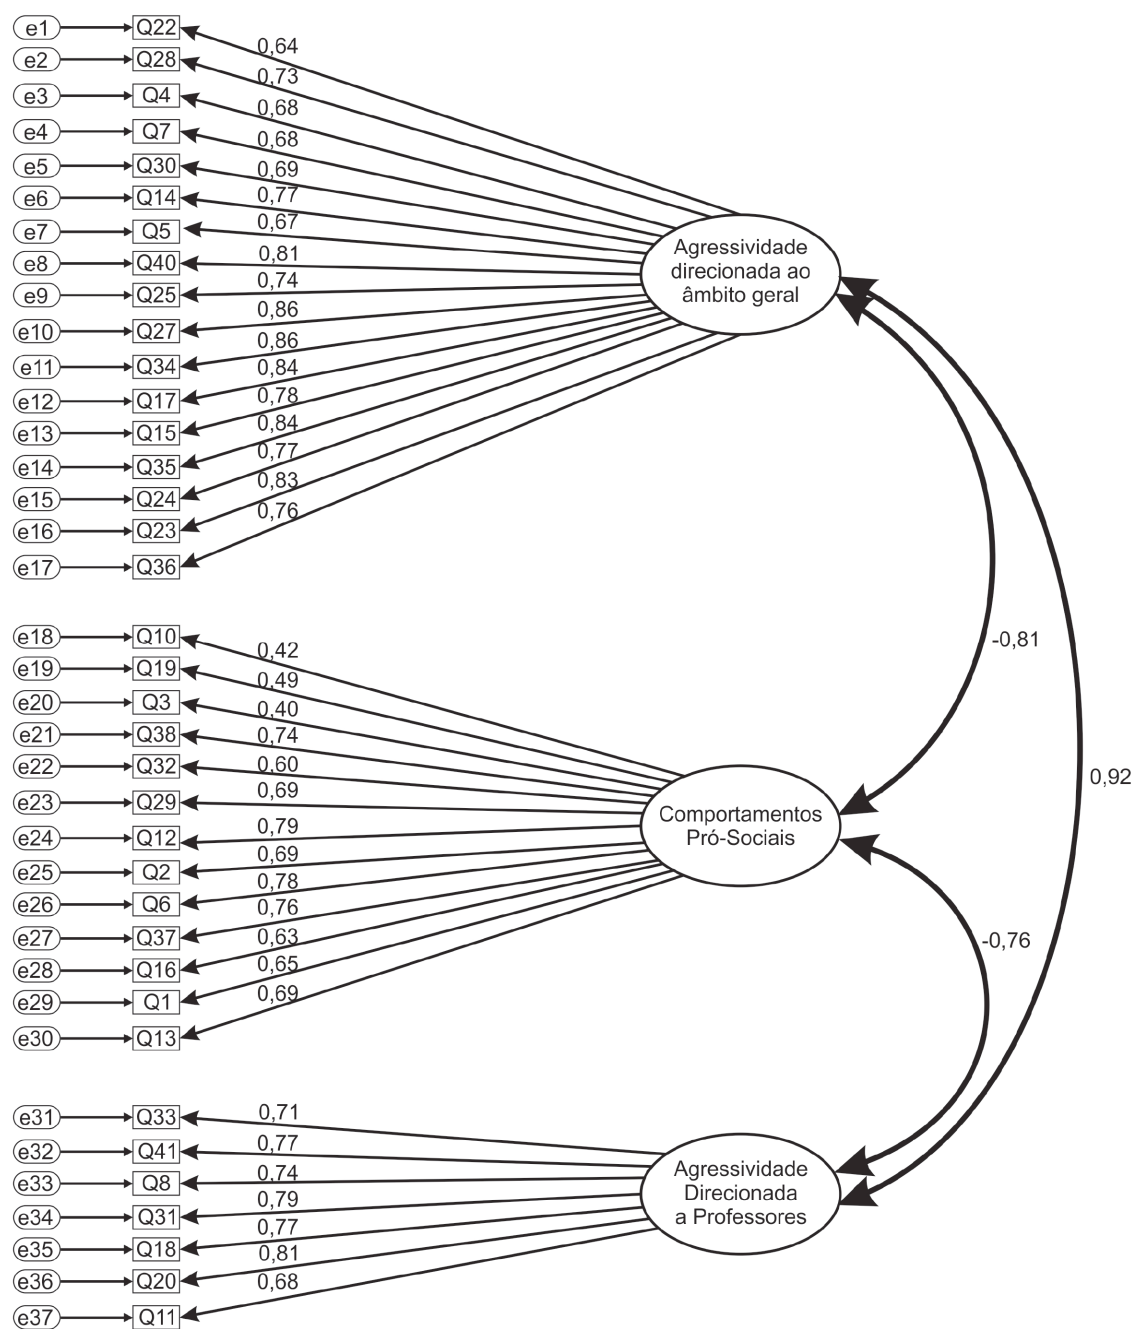 e1 Q22
0,64
e2 Q28
0,73
e3 Q4
0,68
e4 Q7
0,68
e5 Q30
0,69
e6 Q14
0,77
e7 Q5
0,67
e8 Q40
0,81
e9 Q25
0,74
e10 Q27
0,86
e11 Q34
0,86
e12 Q17
0,84
e13 Q15
0,78
e14 Q35
0,84
e15 Q24
0,77
e16 Q23
0,83
e17 Q36
0,76
Agressividade
direcionada ao
âmbito geral
e18 Q10
0,42
e19 Q19
0,49
e20 Q3
0,40
e21 Q38
0,74
e22 Q32
0,60
e23 Q29
0,69
e24 Q12
0,79
e25 Q2
0,69
e26 Q6
0,78
e27 Q37
0,76
e28 Q16
0,63
e29 Q1
0,65
e30 Q13
0,69
Comportamentos
Pró-Sociais
e31 Q33
0,71
e32 Q41
0,77
e33 Q8
0,74
e34 Q31
0,79
e35 Q18
0,77
e36 Q20
0,81
e37 Q11
0,68
Agressividade
Direcionada
a Professores
-0,81
0,92
-0,76